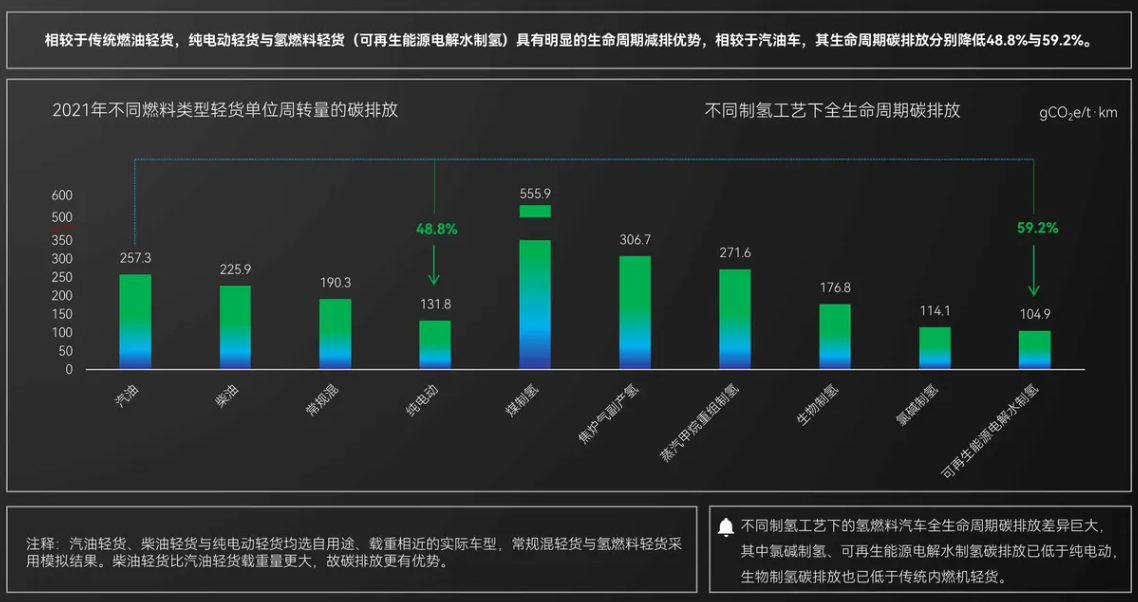 相较于传统燃油轻货，纯电动轻货与氢燃料轻货（可再生能源电解水制氢）具有明显的生命周期减排优势，相较于汽油车，其生命周期碳排放分别降低48.8%与59.2%。
2021年不同燃料类型轻货单位周转量的碳排放
不同制氢工艺下全生命周期碳排放
gCO₂e/t·km
600
500
350
300
250
200
150
100
50
0
257.3
225.9
190.3
48.8%
131.8
555.9
306.7
271.6
176.8
114.1
59.2%
104.9
汽油
柴油
常规混
纯电动
煤制氢
焦炉气副产氢
蒸汽甲烷重组制氢
生物制氢
氯碱制氢
可再生能源电解水制氢
注释：汽油轻货、柴油轻货与纯电动轻货均选自用途、载重相近的实际车型，常规混轻货与氢燃料轻货采
用模拟结果。柴油轻货比汽油轻货载重量更大，故碳排放更有优势。
不同制氢工艺下的氢燃料汽车全生命周期碳排放差异巨大，
其中氯碱制氢、可再生能源电解水制氢碳排放已低于纯电动，
生物制氢碳排放也已低于传统内燃机轻货。